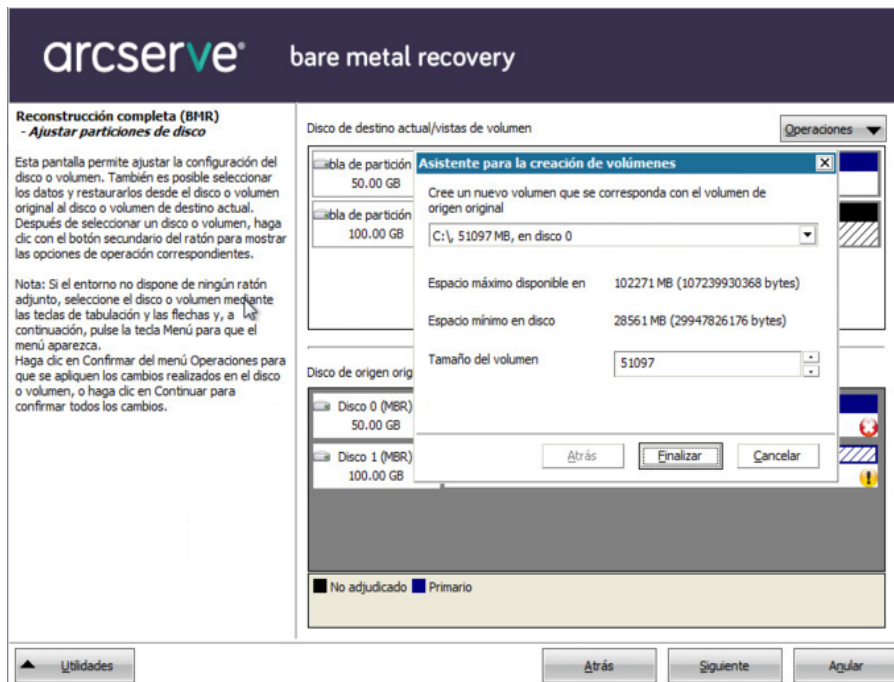 arcserve® bare metal recovery
Reconstrucción completa (BMR)
- Ajustar particiones de disco
Esta pantalla permite ajustar la configuración del
disco o volumen. También es posible seleccionar
los datos y restaurarlos desde el disco o volumen
original al disco o volumen de destino actual.
Después de seleccionar un disco o volumen, haga
clic con el botón secundario del ratón para mostrar
las opciones de operación correspondientes.
Nota: Si el entorno no dispone de ningún ratón
adjunto, seleccione el disco o volumen mediante
las teclas de tabulación y las flechas y, a
continuación, pulse la tecla Menú para que el
menú aparezca.
Haga clic en Confirmar del menú Operaciones para
que se apliquen los cambios realizados en el disco
o volumen, o haga clic en Continuar para
confirmar todos los cambios.
Disco de destino actual/vistas de volumen
Operaciones
bla de partición
50.00 GB
bla de partición
100.00 GB
Asistente para la creación de volúmenes
Cree un nuevo volumen que se corresponda con el volumen de
origen original
C:\, 51097 MB, en disco 0
Espacio máximo disponible en 102271 MB (107239930368 bytes)
Espacio mínimo en disco 28561 MB (29947826176 bytes)
Tamaño del volumen 51097
Atrás Finalizar Cancelar
Disco de origen orig
Disco 0 (MBR)
50.00 GB
Disco 1 (MBR)
100.00 GB
No adjudicado Primario
Utilidades Atrás Siguiente Anular